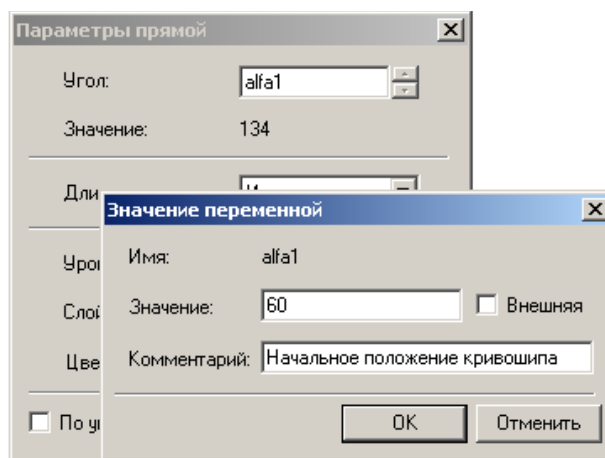 Параметры прямой
Угол:
alfa1
Значение:
134
Значение переменной
Имя:
alfa1
Значение:
60
Внешняя
Комментарий:
Начальное положение кривошипа
OK
Отменить